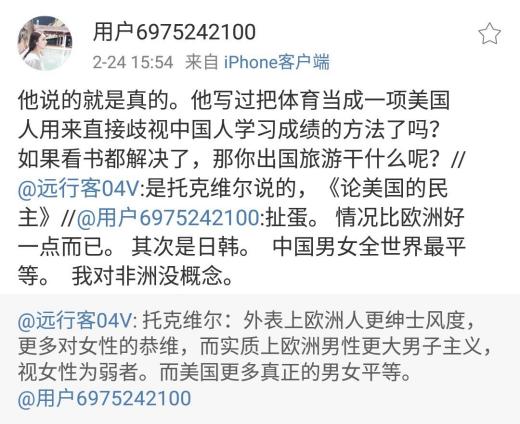 用户6975242100
2-24 15:54 来自 iPhone客户端
他说的就是真的。他写过把体育当成一项美国
人用来直接歧视中国人学习成绩的方法了吗？
如果看书都解决了，那你出国旅游干什么呢？//
@远行客04V:是托克维尔说的，《论美国的民
主》//@用户6975242100:扯蛋。 情况比欧洲好
一点而已。 其次是日韩。 中国男女全世界最平
等。 我对非洲没概念。
@远行客04V: 托克维尔：外表上欧洲人更绅士风度，
更多对女性的恭维，而实质上欧洲男性更大男子主义，
视女性为弱者。而美国更多真正的男女平等。
@用户6975242100